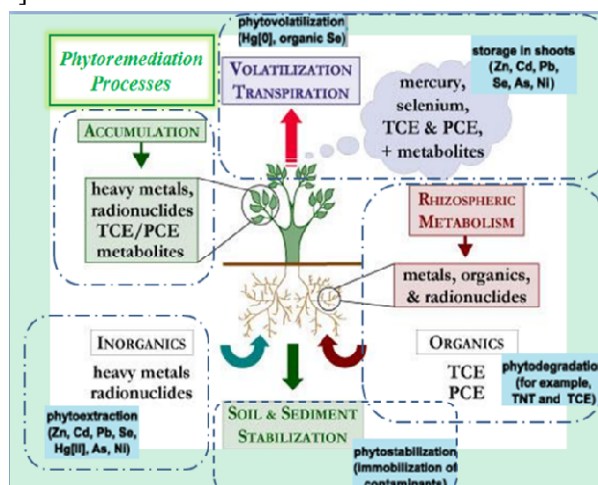 phytovolatilization
(Hg[0], organic Se)
Phytoremediation
Processes
VOLATILIZATION
TRANSPIRATION
storage in shoots
(Zn, Cd, Pb,
Se, As, Ni)
mercury,
selenium,
TCE & PCE,
+ metabolites
ACCUMULATION
heavy metals,
radionuclides
TCE/PCE
metabolites
RHIZOSPHERIC
METABOLISM
metals, organics,
& radionuclides
INORGANICS
heavy metals
radionuclides
ORGANICS
TCE
PCE
phytodegradation
(for example,
TNT and TCE)
phytoextraction
(Zn, Cd, Pb, Se,
Hg[II], As, Ni)
SOIL & SEDIMENT
STABILIZATION
phytostabilization
(immobilization of
contaminants)